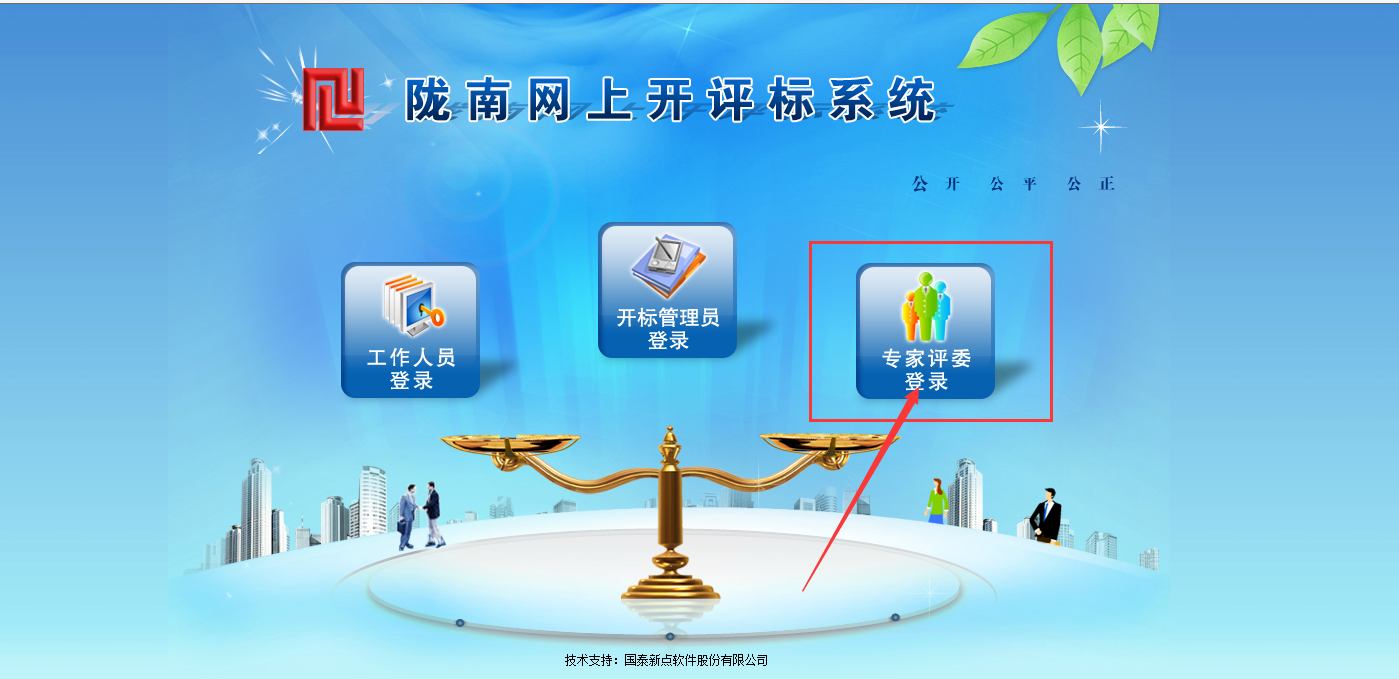 陇南网上开评标系统
公开 公平 公正
工作人员
登录
开标管理员
登录
专家评委
登录
技术支持：国泰新点软件股份有限公司